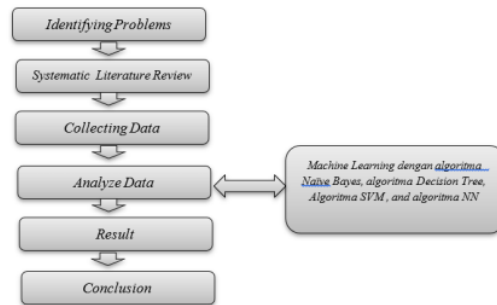 Identifying Problems
Systematic Literature Review
Collecting Data
Analyze Data
Machine Learning dengan algoritma
Naïve Bayes, algoritma Decision Tree,
Algoritma SVM , and algoritma NN
Result
Conclusion